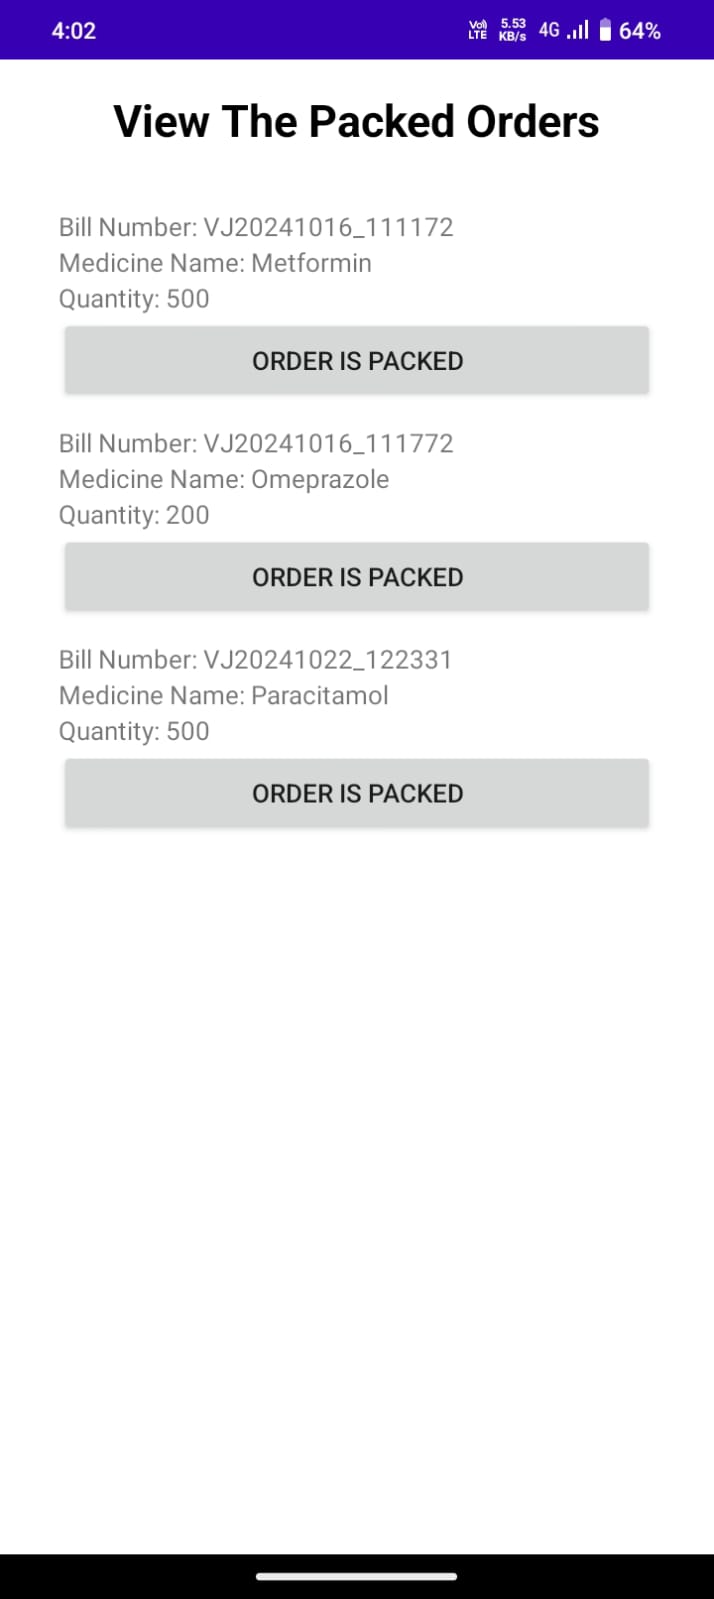 4:02
Vo) LTE 5.53 KB/s 4G 64%
View The Packed Orders
Bill Number: VJ20241016_111172
Medicine Name: Metformin
Quantity: 500
ORDER IS PACKED
Bill Number: VJ20241016_111772
Medicine Name: Omeprazole
Quantity: 200
ORDER IS PACKED
Bill Number: VJ20241022_122331
Medicine Name: Paracitamol
Quantity: 500
ORDER IS PACKED